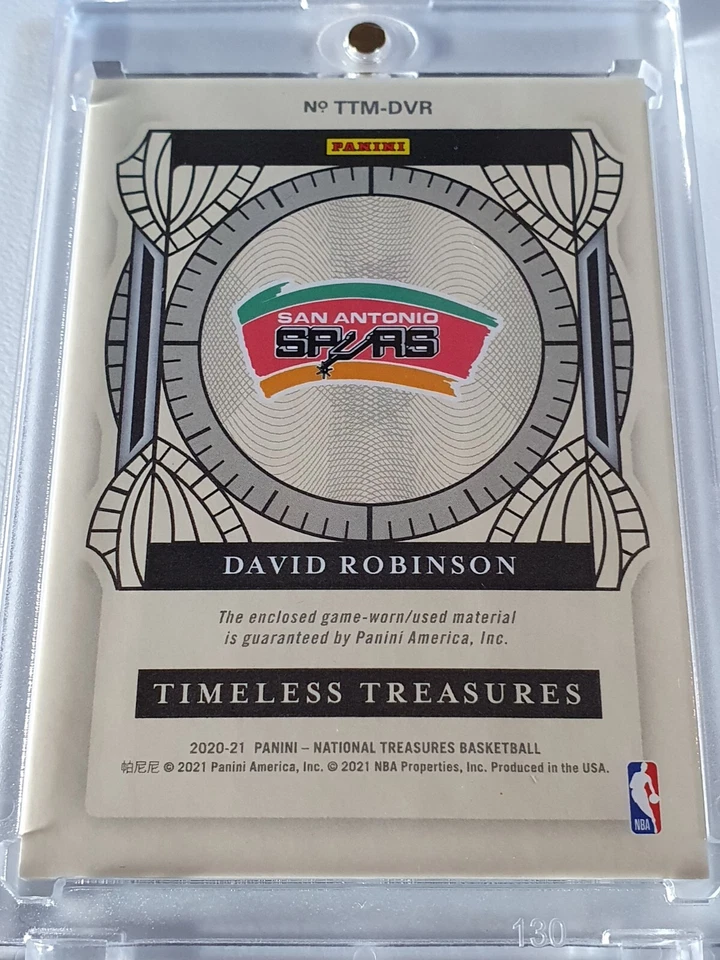 Nº TTM-DVR
PANINI
SAN ANTONIO
SPURS
DAVID ROBINSON
The enclosed game-worn/used material
is guaranteed by Panini America, Inc.
TIMELESS TREASURES
2020-21 PANINI – NATIONAL TREASURES BASKETBALL
帕尼尼 © 2021 Panini America, Inc. © 2021 NBA Properties, Inc. Produced in the USA.
NBA
130